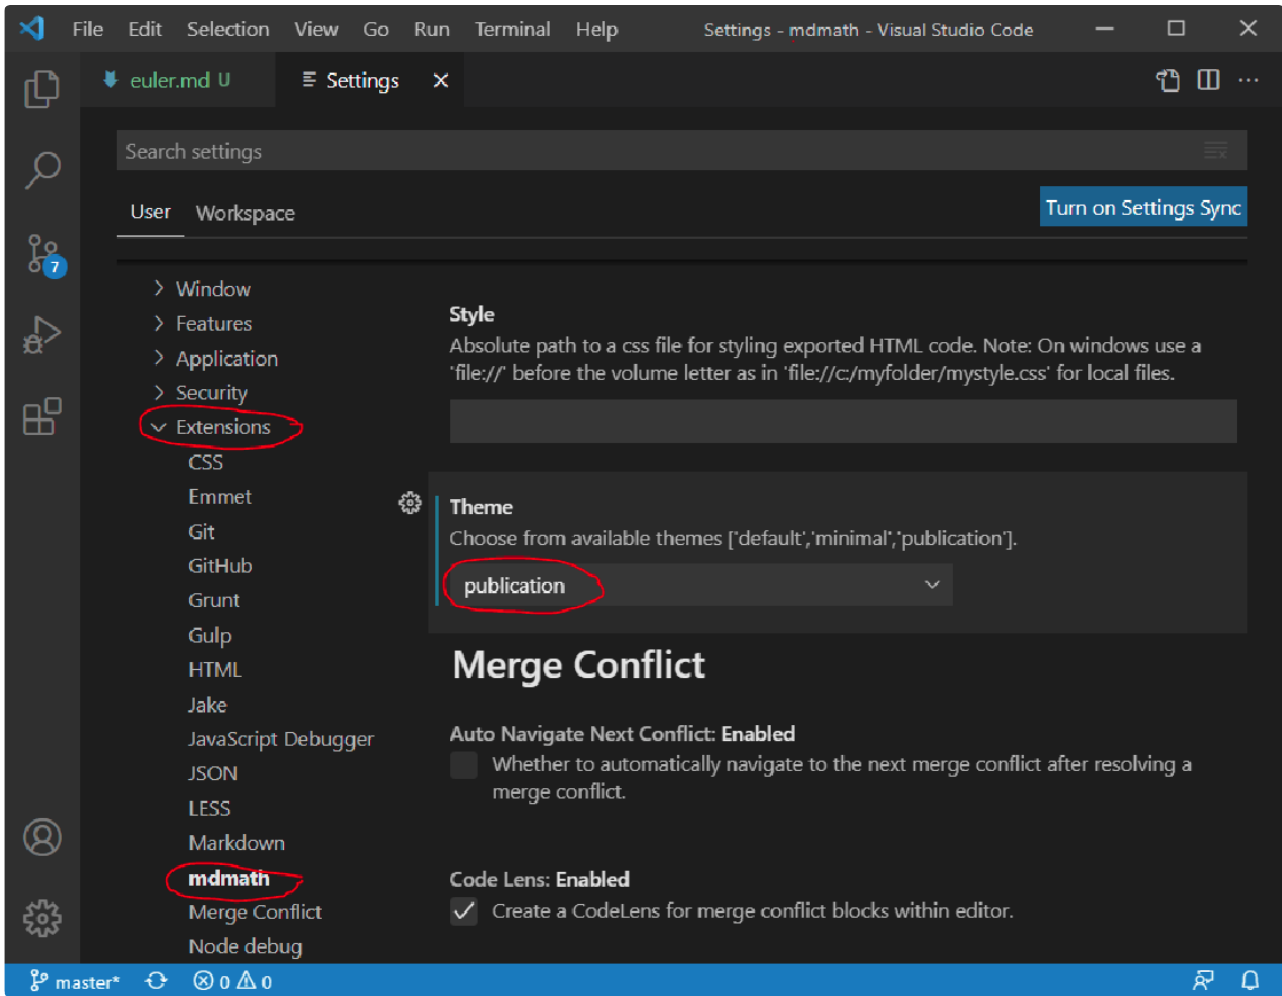 File Edit Selection View Go Run Terminal Help Settings - mdmath - Visual Studio Code
euler.md U Settings
Search settings
User Workspace
Turn on Settings Sync
7
Window
Features
Application
Security
Extensions
CSS
Emmet
Git
GitHub
Grunt
Gulp
HTML
Jake
JavaScript Debugger
JSON
LESS
Markdown
mdmath
Merge Conflict
Node debug
Style
Absolute path to a css file for styling exported HTML code. Note: On windows use a
'file://' before the volume letter as in 'file://c:/myfolder/mystyle.css' for local files.
Theme
Choose from available themes ['default','minimal','publication'].
publication
Merge Conflict
Auto Navigate Next Conflict: Enabled
Whether to automatically navigate to the next merge conflict after resolving a
merge conflict.
Code Lens: Enabled
Create a CodeLens for merge conflict blocks within editor.
master* 0 0